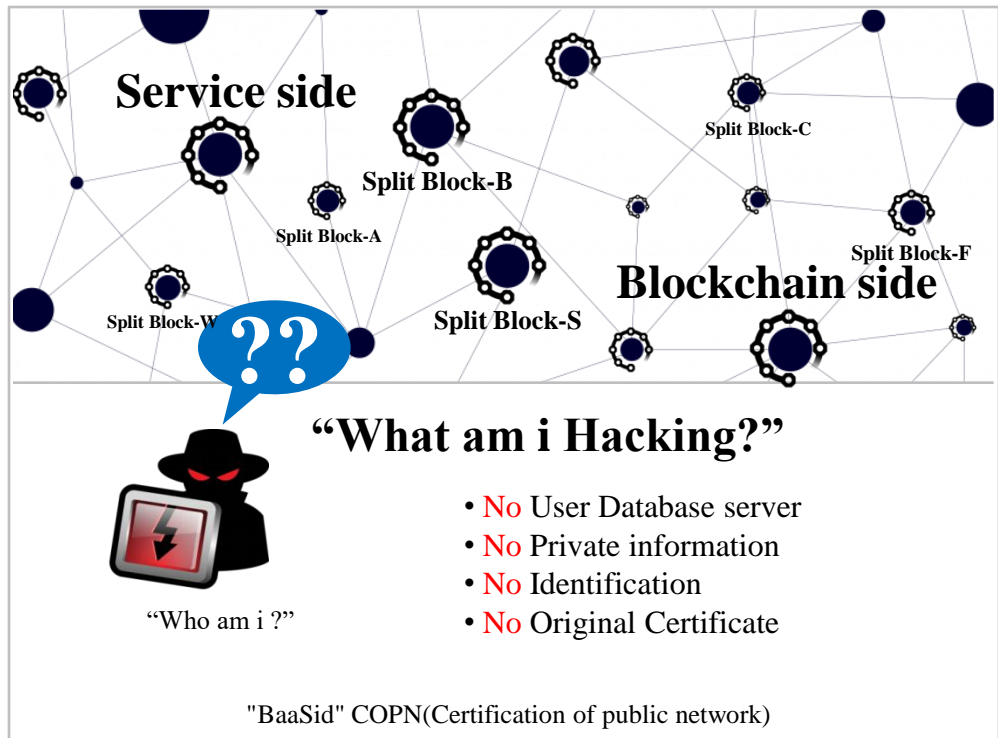 Service side
Split Block-C
Split Block-B
Split Block-A
Split Block-F
Blockchain side
Split Block-W
Split Block-S
??
“What am i Hacking?”
• No User Database server
• No Private information
• No Identification
• No Original Certificate
“Who am i ?”
"BaaSid" COPN(Certification of public network)